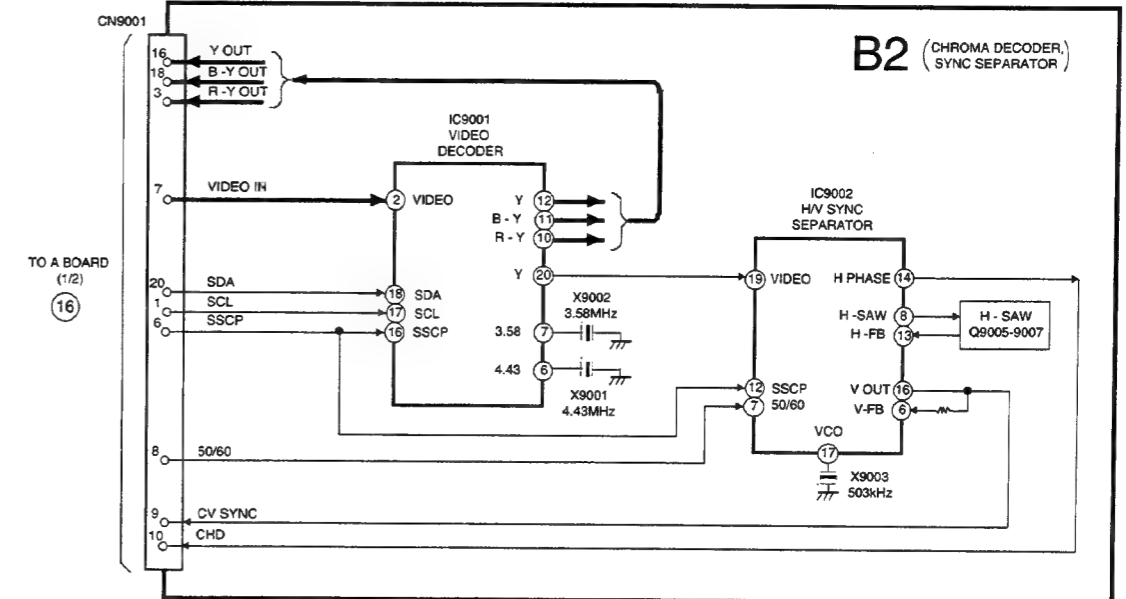 CN9001
B2 (CHROMA DECODER, SYNC SEPARATOR)
16 Y OUT
18 B-Y OUT
3 R-Y OUT
IC9001
VIDEO
DECODER
7 VIDEO IN
2 VIDEO
Y 12
B-Y 11
R-Y 10
Y 20
IC9002
H/V SYNC
SEPARATOR
TO A BOARD
(1/2)
16
20 SDA
1 SCL
6 SSCP
18 SDA
17 SCL
16 SSCP
X9002
3.58MHz
3.58 7
4.43 6
X9001
4.43MHz
19 VIDEO
H PHASE 14
H-SAW 8
H-FB 13
H-SAW
Q9005-9007
12 SSCP
7 50/60
V OUT 16
V-FB 6
VCO
17
X9003
503kHz
8 50/60
9 CV SYNC
10 CHD